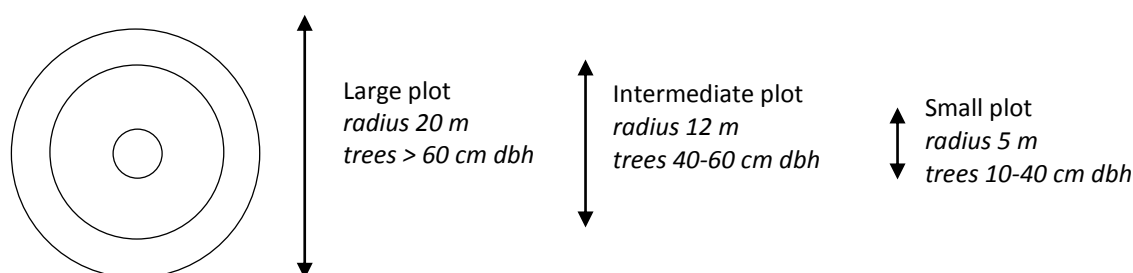 Large plot
radius 20 m
trees > 60 cm dbh
Intermediate plot
radius 12 m
trees 40-60 cm dbh
Small plot
radius 5 m
trees 10-40 cm dbh